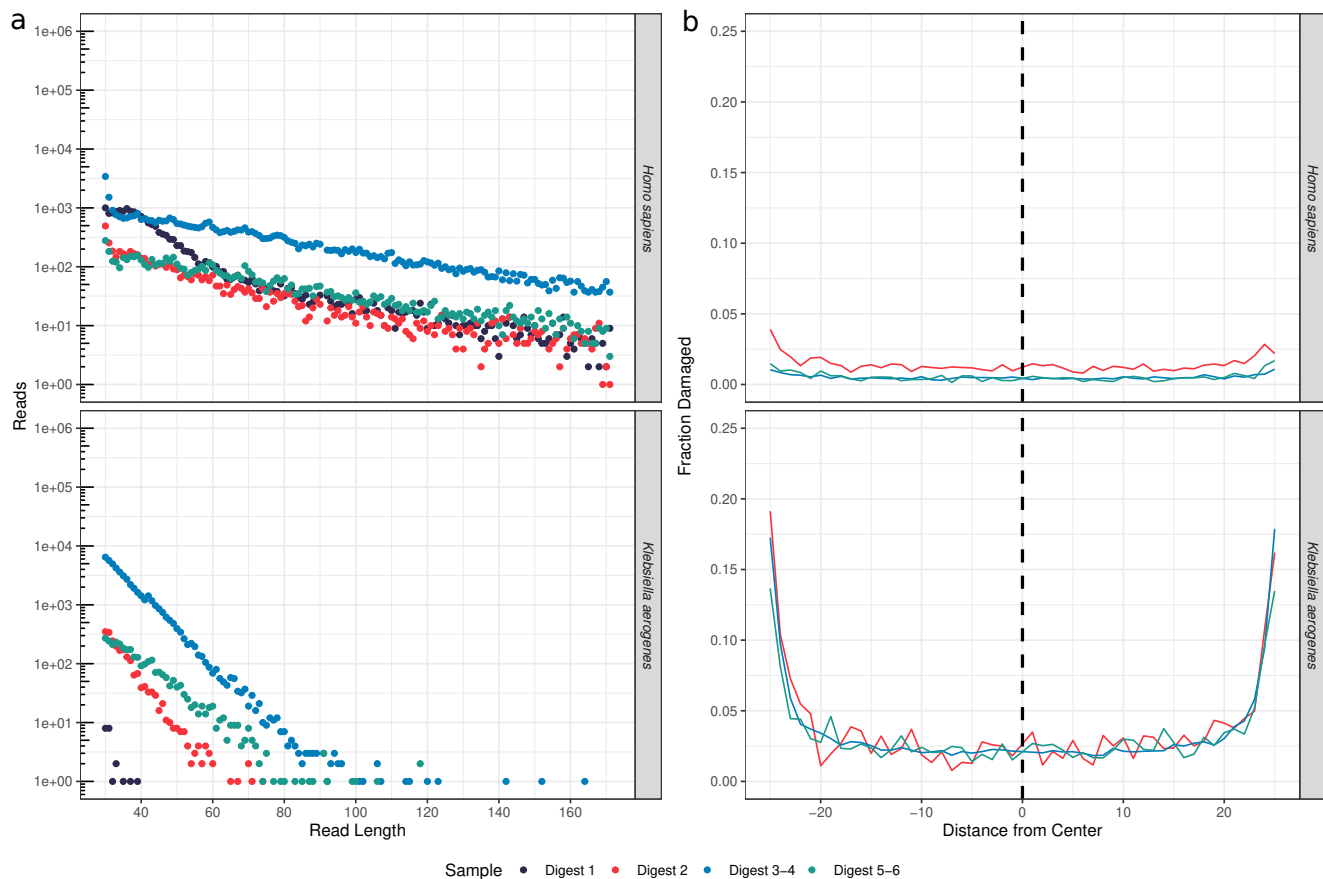 a
1e+06
1e+05
1e+04
1e+03
1e+02
1e+01
1e+00
Homo sapiens
Reads
1e+06
1e+05
1e+04
1e+03
1e+02
1e+01
1e+00
Klebsiella aerogenes
40 60 80 100 120 140 160
Read Length
b
0.25
0.20
0.15
0.10
0.05
0.00
Homo sapiens
Fraction Damaged
0.25
0.20
0.15
0.10
0.05
0.00
Klebsiella aerogenes
−20 −10 0 10 20
Distance from Center
Sample Digest 1 Digest 2 Digest 3−4 Digest 5−6